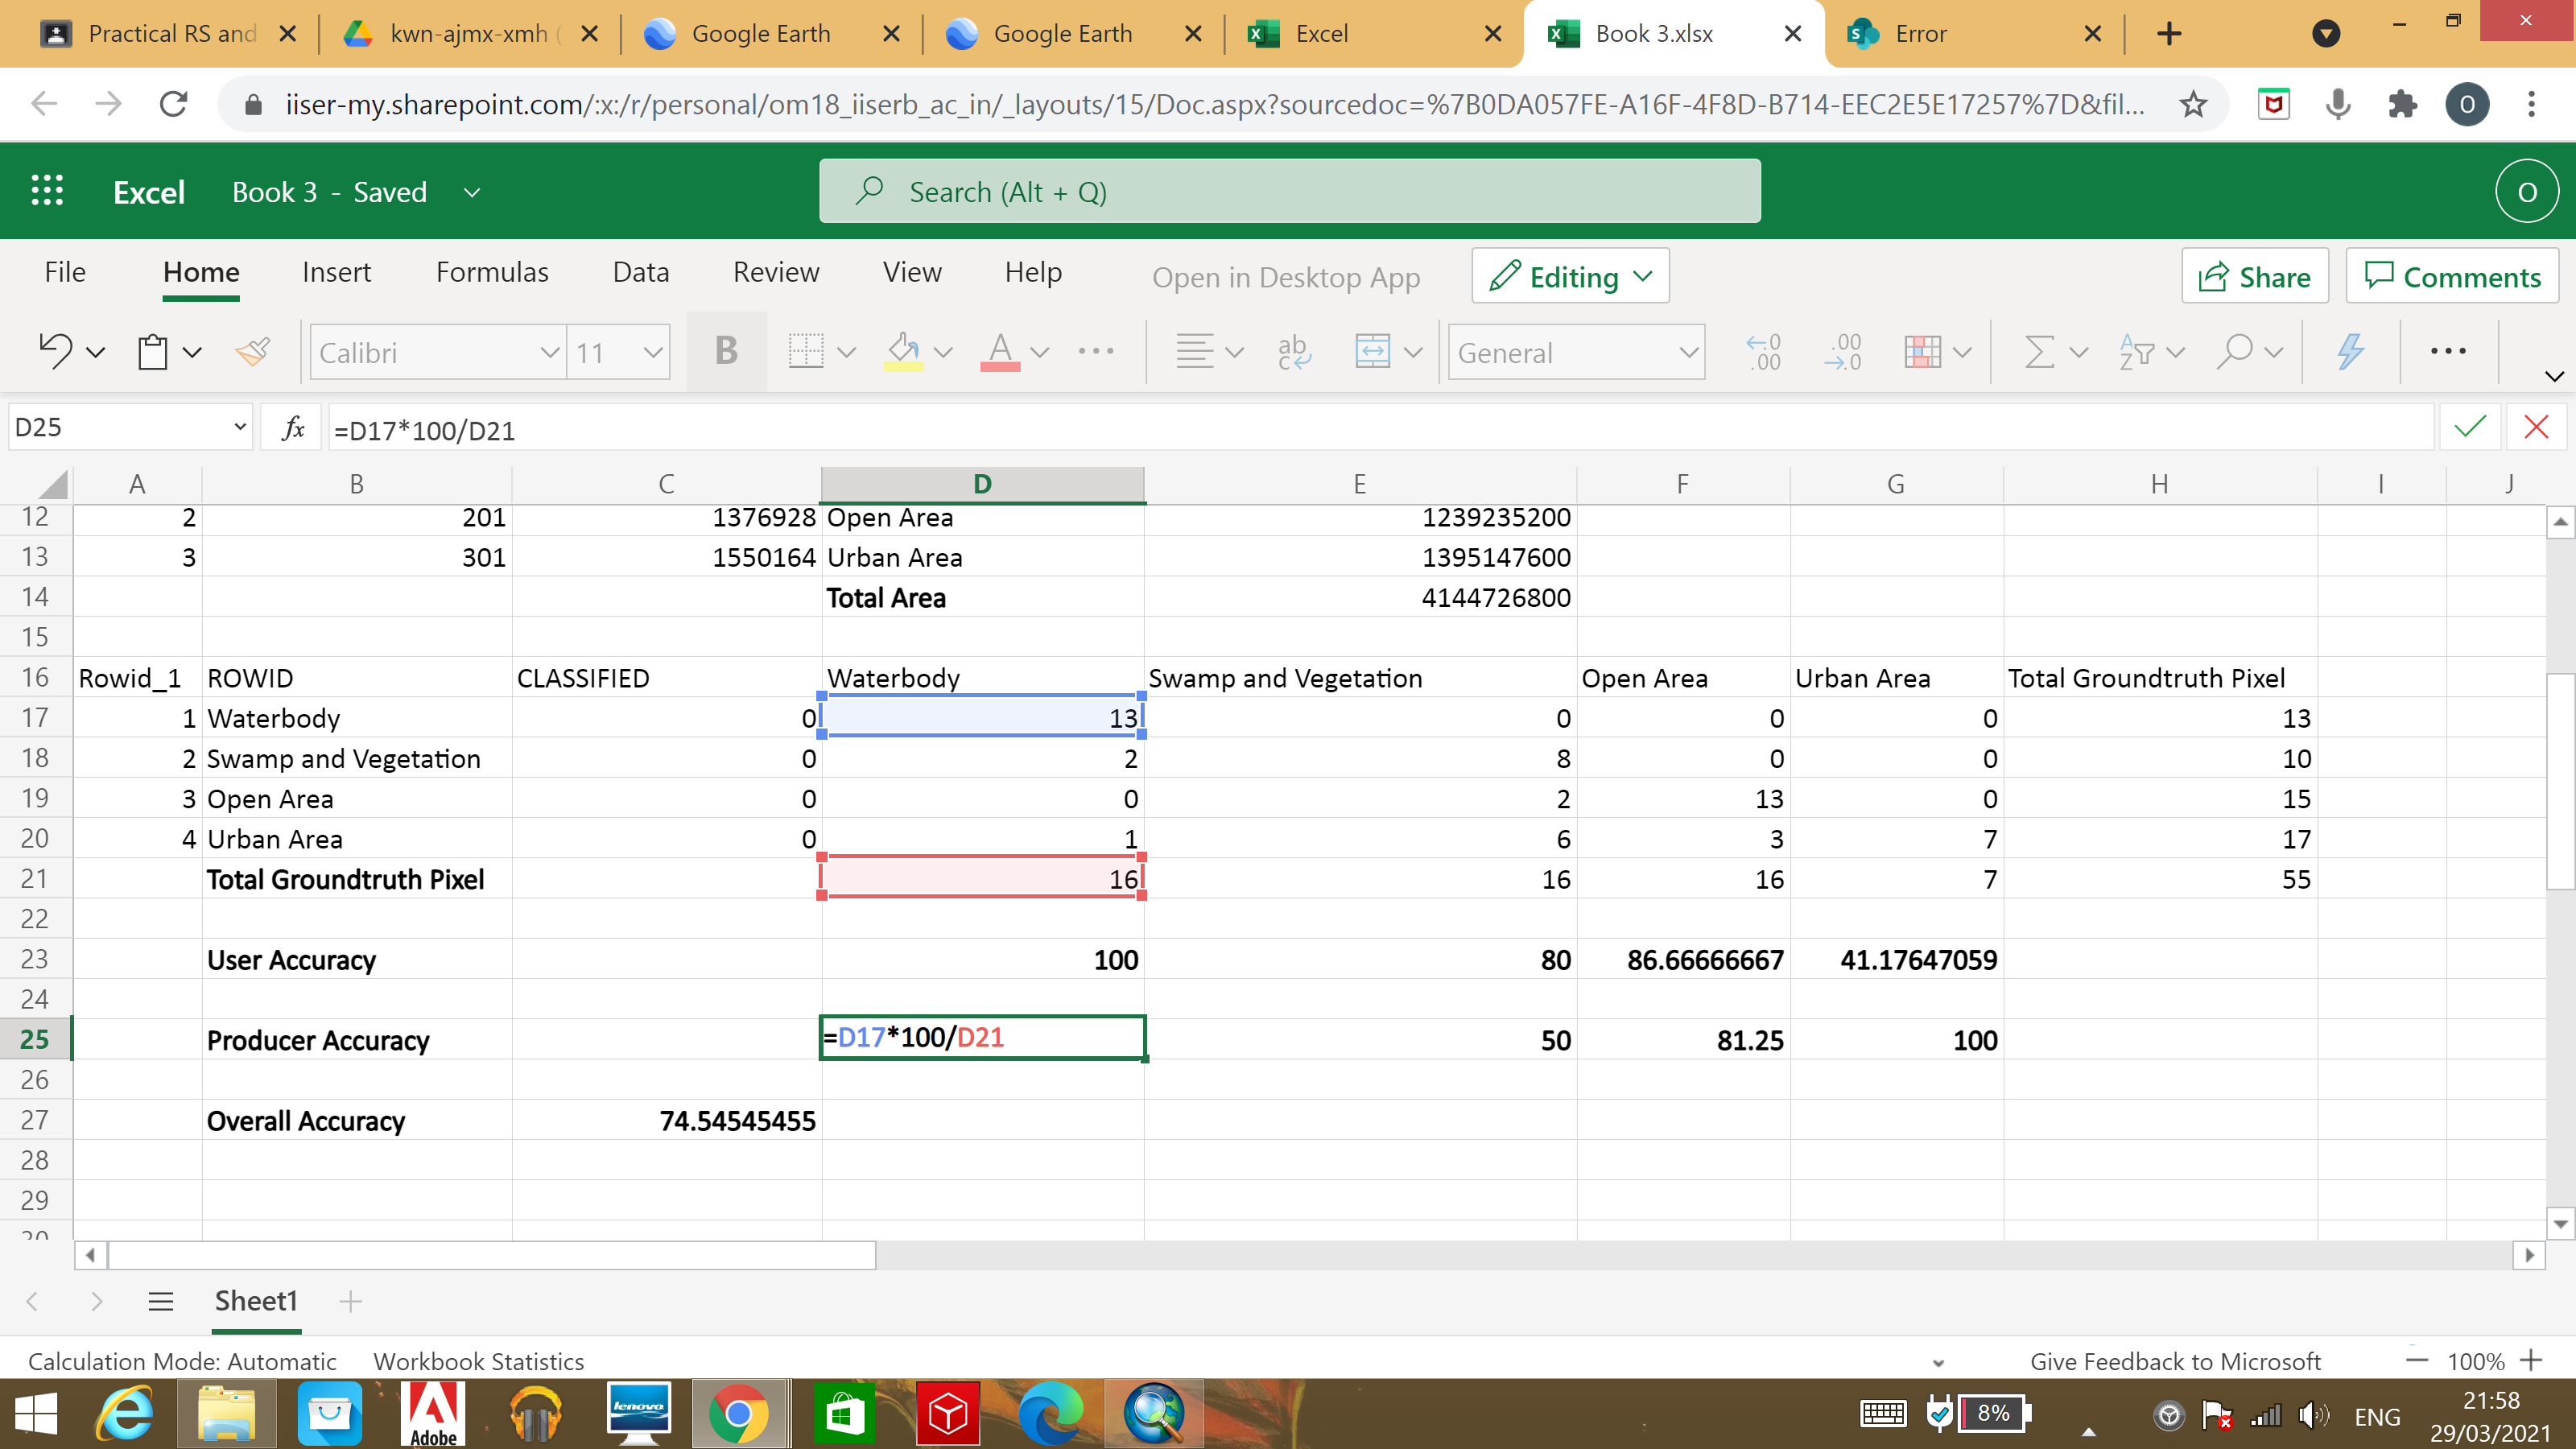 Practical RS and
kwn-ajmx-xmh (
Google Earth
Google Earth
Excel
Book 3.xlsx
Error
iiser-my.sharepoint.com/:x:/r/personal/om18_iiserb_ac_in/_layouts/15/Doc.aspx?sourcedoc=%7B0DA057FE-A16F-4F8D-B714-EEC2E5E17257%7D&fil...
O
Excel Book 3 - Saved
Search (Alt + Q)
O
File Home Insert Formulas Data Review View Help Open in Desktop App Editing Share Comments
Calibri 11 B A ab c General
D25 fx =D17*100/D21
A B C D E F G H I J
12 2 201 1376928 Open Area 1239235200
13 3 301 1550164 Urban Area 1395147600
14 Total Area 4144726800
15
16 Rowid_1 ROWID CLASSIFIED Waterbody Swamp and Vegetation Open Area Urban Area Total Groundtruth Pixel
17 1 Waterbody 0 13 0 0 0 13
18 2 Swamp and Vegetation 0 2 8 0 0 10
19 3 Open Area 0 0 2 13 0 15
20 4 Urban Area 0 1 6 3 7 17
21 Total Groundtruth Pixel 16 16 16 7 55
22
23 User Accuracy 100 80 86.66666667 41.17647059
24
25 Producer Accuracy =D17*100/D21 50 81.25 100
26
27 Overall Accuracy 74.54545455
28
29
30
Sheet1
Calculation Mode: Automatic Workbook Statistics Give Feedback to Microsoft 100%
Adobe
lenovo
8%
ENG
21:58
29/03/2021